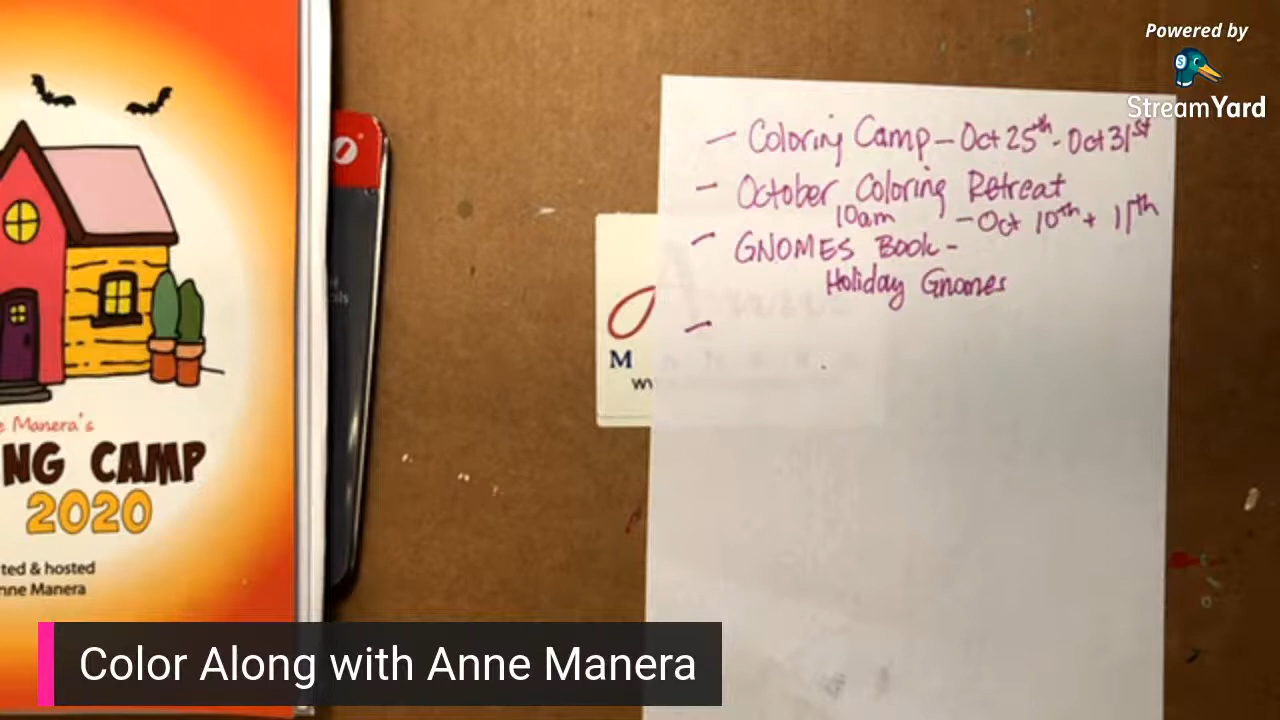 Powered by
StreamYard
- Coloring Camp - Oct 25th - Oct 31st
- October Coloring Retreat
10am - Oct 10th + 11th
- GNOMES BOOK -
Holiday Gnomes
-
M
Manera's
NG CAMP
2020
ted & hosted
nne Manera
Color Along with Anne Manera